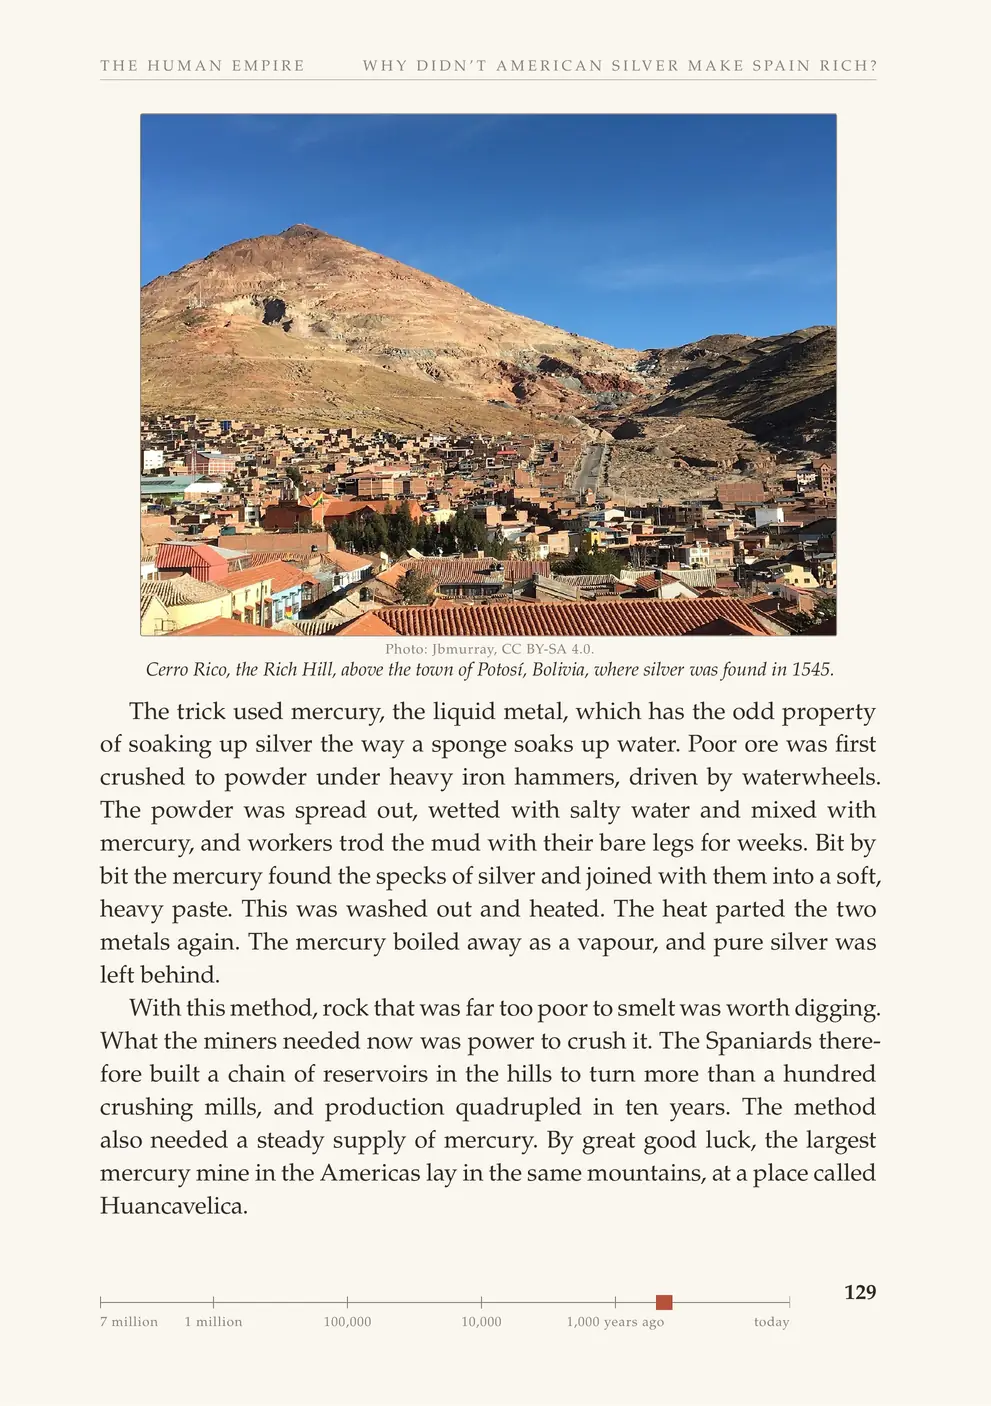 THE HUMAN EMPIRE
WHY DIDN'T AMERICAN SILVER MAKE SPAIN RICH?
Photo: Jbmurray, CC BY-SA 4.0.
Cerro Rico, the Rich Hill, above the town of Potosí, Bolivia, where silver was found in 1545.
The trick used mercury, the liquid metal, which has the odd property
of soaking up silver the way a sponge soaks up water. Poor ore was first
crushed to powder under heavy iron hammers, driven by waterwheels.
The powder was spread out, wetted with salty water and mixed with
mercury, and workers trod the mud with their bare legs for weeks. Bit by
bit the mercury found the specks of silver and joined with them into a soft,
heavy paste. This was washed out and heated. The heat parted the two
metals again. The mercury boiled away as a vapour, and pure silver was
left behind.
With this method, rock that was far too poor to smelt was worth digging.
What the miners needed now was power to crush it. The Spaniards there-
fore built a chain of reservoirs in the hills to turn more than a hundred
crushing mills, and production quadrupled in ten years. The method
also needed a steady supply of mercury. By great good luck, the largest
mercury mine in the Americas lay in the same mountains, at a place called
Huancavelica.
129
7 million
1 million
100,000
10,000
1,000 years ago
today